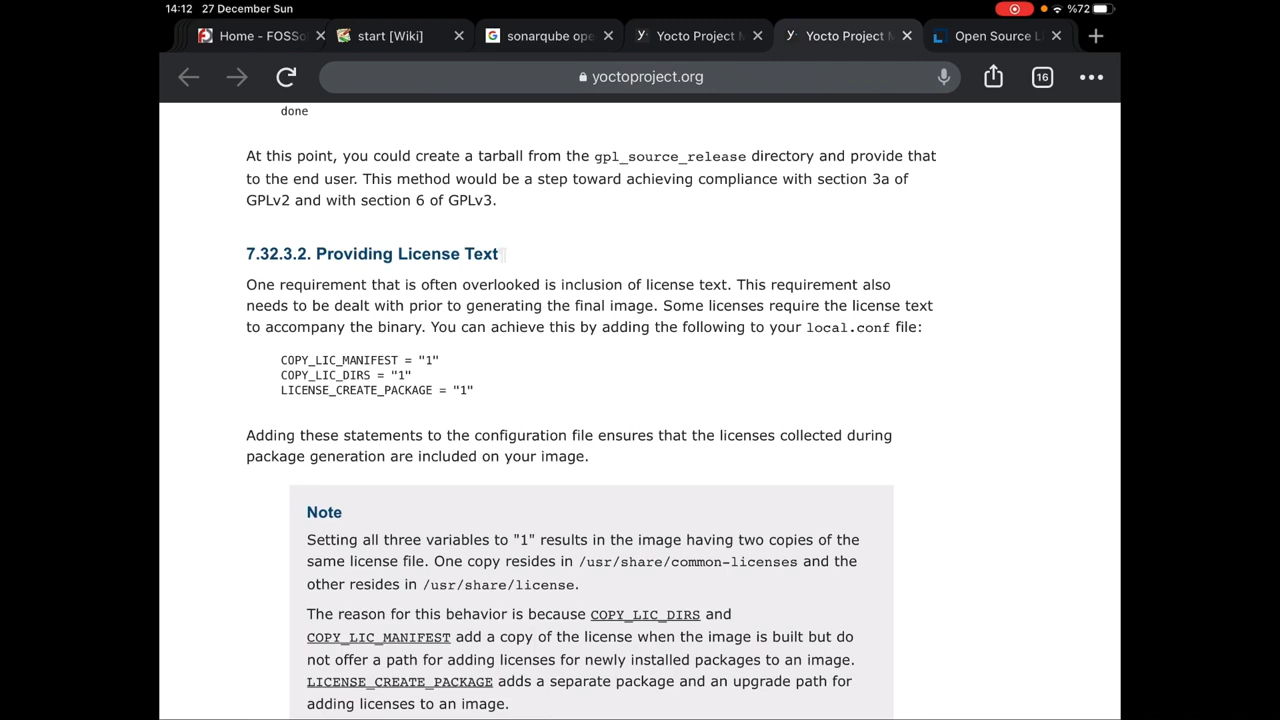 14:12 27 December Sun
%72
Home - FOSSo
start [Wiki]
sonarqube ope
Yocto Project M
Yocto Project M
Open Source Li
yoctoproject.org
16
done
At this point, you could create a tarball from the gpl_source_release directory and provide that
to the end user. This method would be a step toward achieving compliance with section 3a of
GPLv2 and with section 6 of GPLv3.
7.32.3.2. Providing License Text¶
One requirement that is often overlooked is inclusion of license text. This requirement also
needs to be dealt with prior to generating the final image. Some licenses require the license text
to accompany the binary. You can achieve this by adding the following to your local.conf file:
COPY_LIC_MANIFEST = "1"
COPY_LIC_DIRS = "1"
LICENSE_CREATE_PACKAGE = "1"
Adding these statements to the configuration file ensures that the licenses collected during
package generation are included on your image.
Note
Setting all three variables to "1" results in the image having two copies of the
same license file. One copy resides in /usr/share/common-licenses and the
other resides in /usr/share/license.
The reason for this behavior is because COPY_LIC_DIRS and
COPY_LIC_MANIFEST add a copy of the license when the image is built but do
not offer a path for adding licenses for newly installed packages to an image.
LICENSE_CREATE_PACKAGE adds a separate package and an upgrade path for
adding licenses to an image.